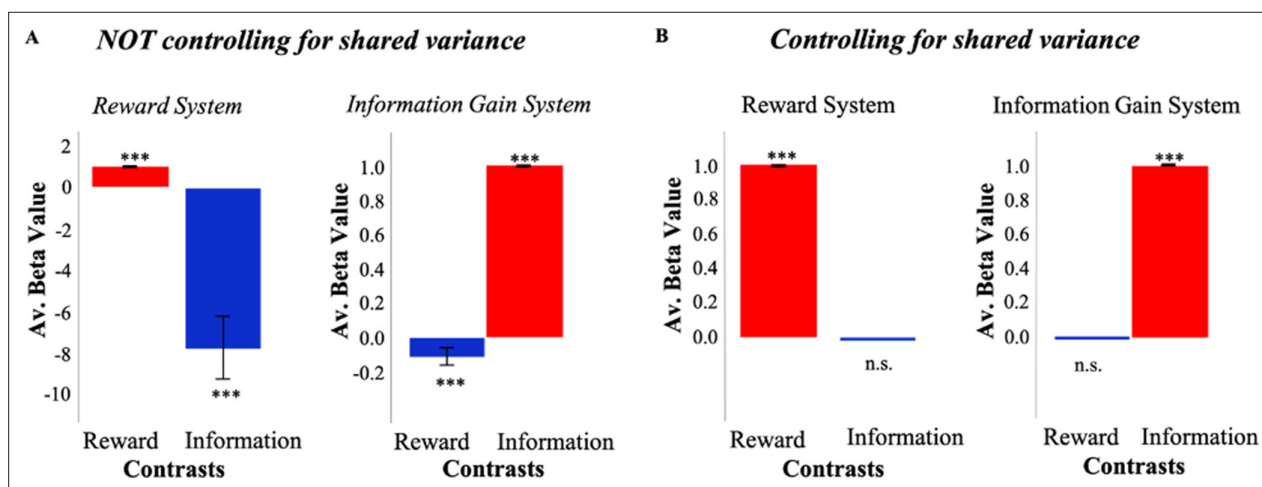 A NOT controlling for shared variance
B Controlling for shared variance
Reward System
Information Gain System
Reward System
Information Gain System
Av. Beta Value
2
0
-2
-4
-6
-8
-10
***
***
Reward Information
Contrasts
Av. Beta Value
1.0
0.8
0.6
0.4
0.2
0.0
-0.2
***
***
Reward Information
Contrasts
Av. Beta Value
1.0
0.8
0.6
0.4
0.2
0.0
***
n.s.
Reward Information
Contrasts
Av. Beta Value
1.0
0.8
0.6
0.4
0.2
0.0
***
n.s.
Reward Information
Contrasts